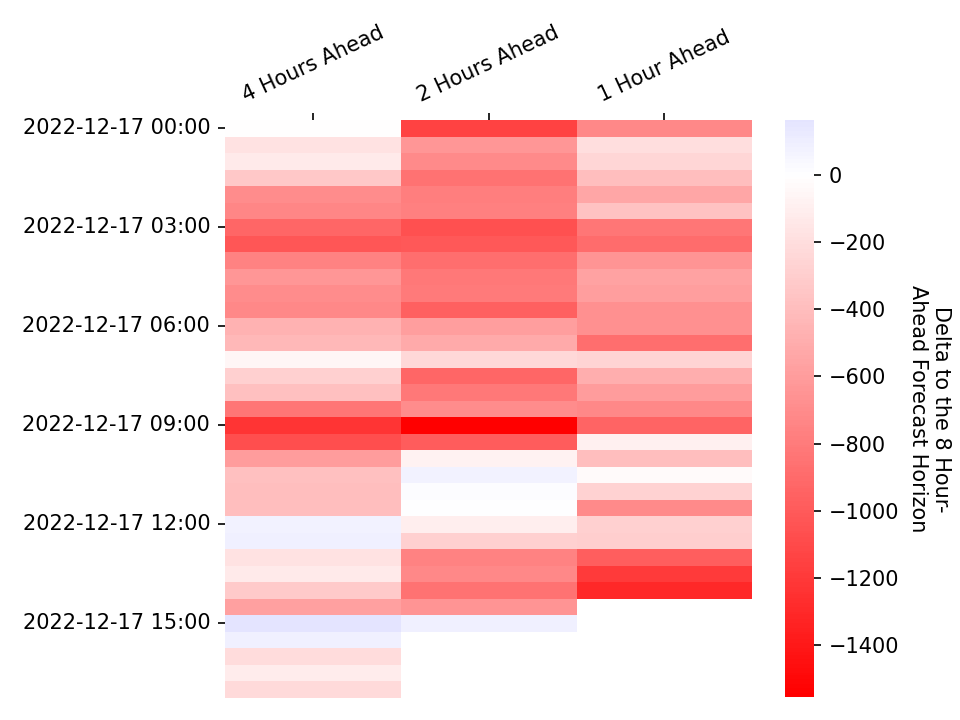 4 Hours Ahead
2 Hours Ahead
1 Hour Ahead
2022-12-17 00:00
2022-12-17 03:00
2022-12-17 06:00
2022-12-17 09:00
2022-12-17 12:00
2022-12-17 15:00
0
−200
−400
−600
−800
−1000
−1200
−1400
Delta to the 8 Hour-
Ahead Forecast Horizon